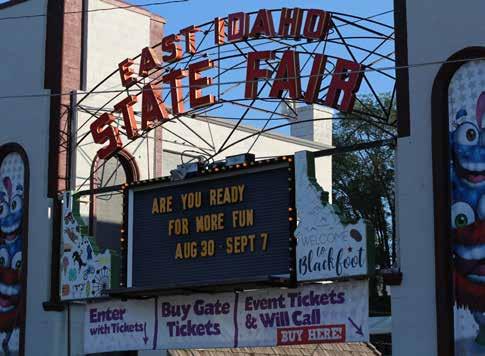 EAST IDAHO
STATE FAIR
ARE YOU READY
FOR MORE FUN
AUG 30 - SEPT 7
WELCOME
to
Blackfoot
Enter
with Tickets
Buy Gate
Tickets
Event Tickets
& Will Call
BUY HERE!